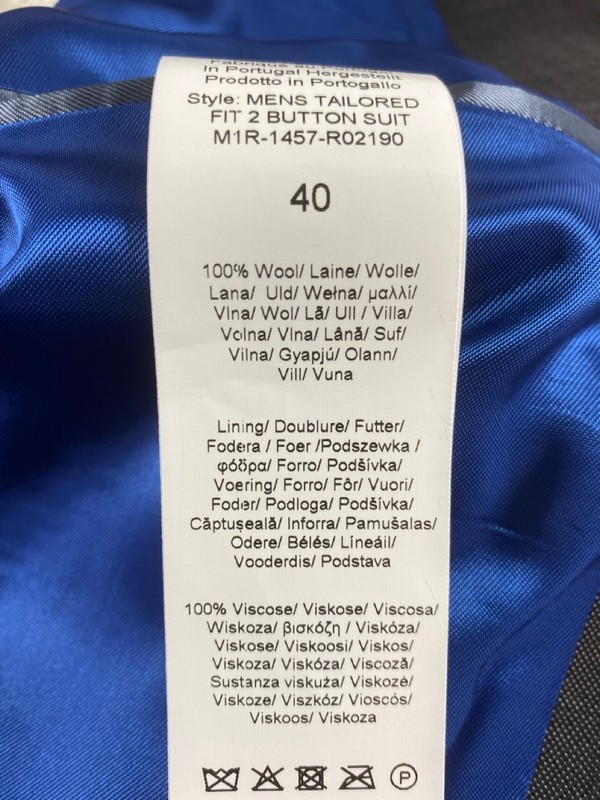 Fabriqué au
In Portugal Hergestellt
Prodotto in Portogallo
Style: MENS TAILORED
FIT 2 BUTTON SUIT
M1R-1457-R02190
40
100% Wool/ Laine/ Wolle/
Lana/ Uld/ Wełna/ μαλλί/
Vlna/ Wol/ Lã/ Ull / Villa/
Volna/ Vlna/ Lână/ Suf/
Vilna/ Gyapjú/ Olann/
Vill/ Vuna
Lining/ Doublure/ Futter/
Fodera / Foer /Podszewka /
φόδρα/ Forro/ Podšívka/
Voering/ Forro/ Fôr/ Vuori/
Foder/ Podloga/ Podšívka/
Căptușeală/ Inforra/ Pamušalas/
Odere/ Bélés/ Líneáil/
Vooderdis/ Podstava
100% Viscose/ Viskose/ Viscosa/
Wiskoza/ βισκόζη / Viskóza/
Viskose/ Viskoosi/ Viskos/
Viskoza/ Viskóza/ Viscoză/
Sustanza viskuża/ Viskozė/
Viskoze/ Viszkóz/ Vioscós/
Viskoos/ Viskoza
P